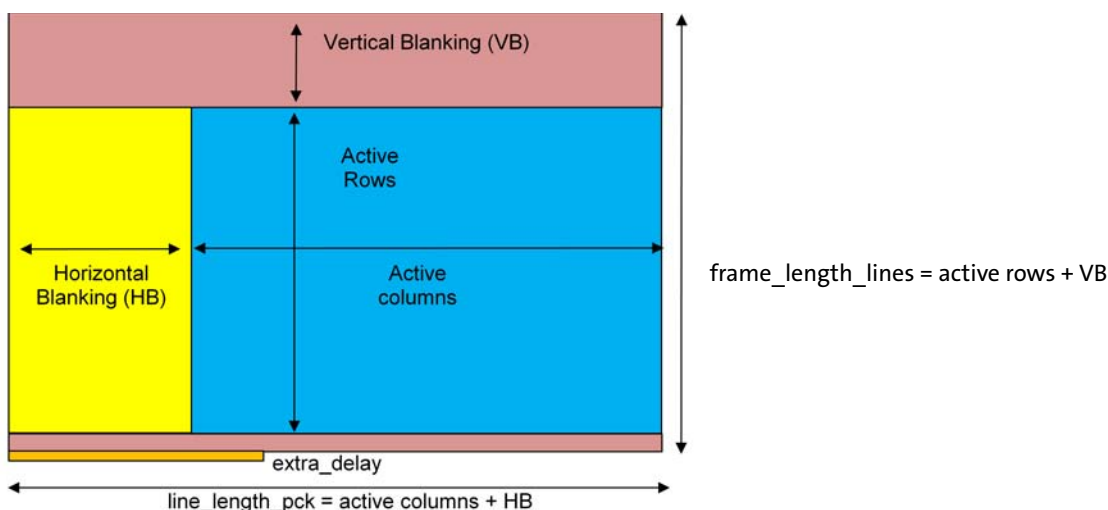 Vertical Blanking (VB)
Active
Rows
Horizontal
Blanking (HB)
Active
columns
frame_length_lines = active rows + VB
extra_delay
line_length_pck = active columns + HB